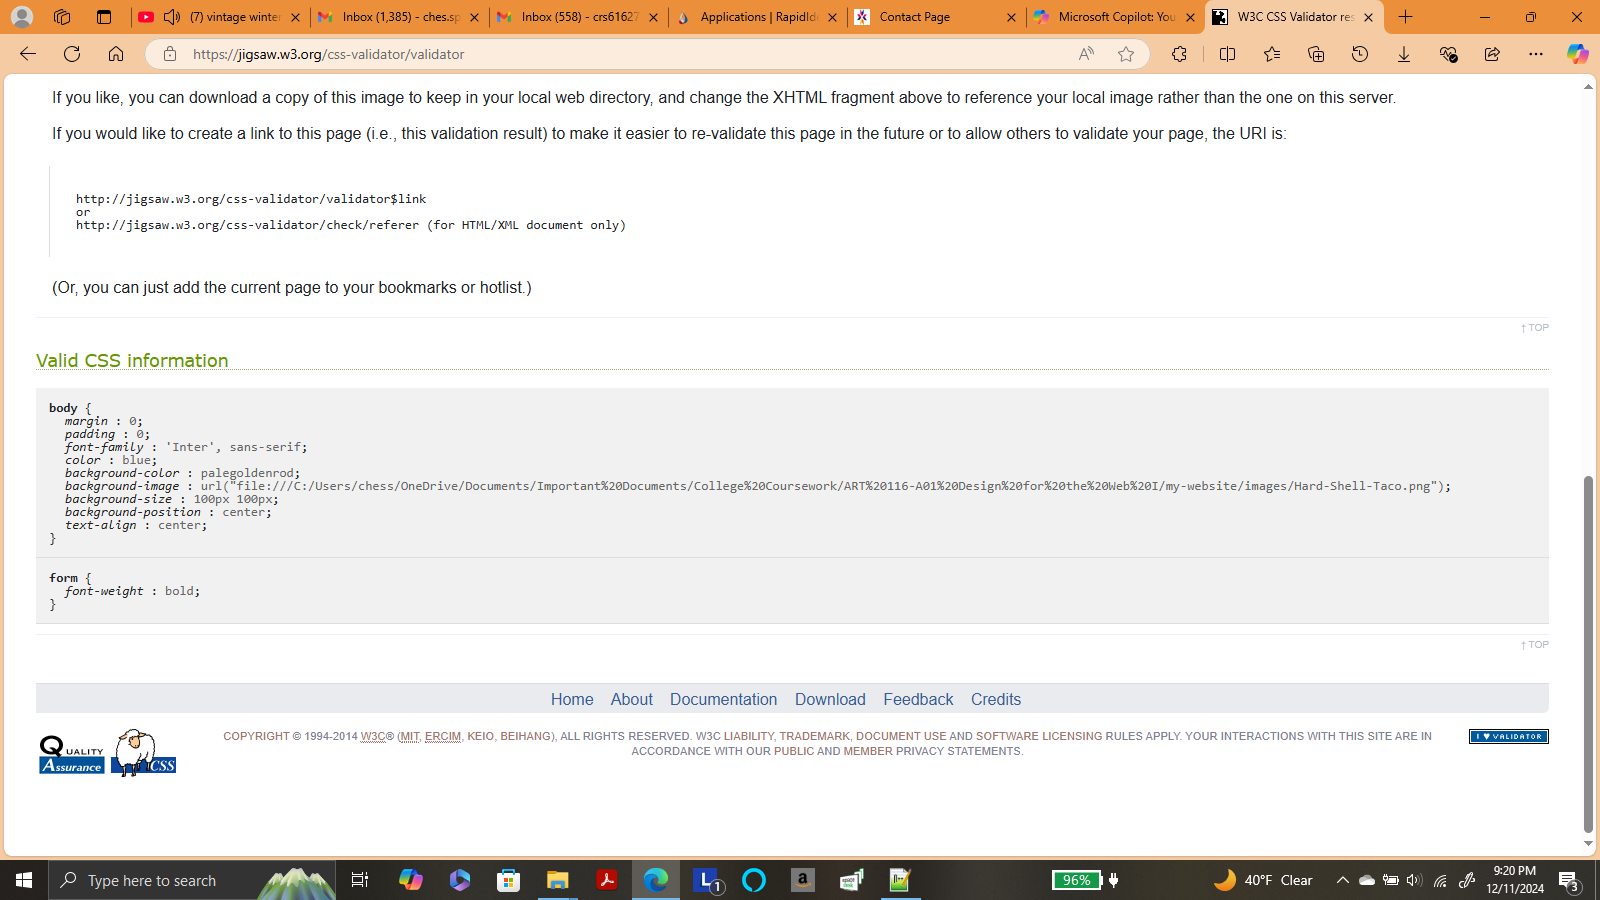 (7) vintage winter
Inbox (1,385) - ches.sp
Inbox (558) - crs61627
Applications | RapidId
Contact Page
Microsoft Copilot: You
W3C CSS Validator res
https://jigsaw.w3.org/css-validator/validator
If you like, you can download a copy of this image to keep in your local web directory, and change the XHTML fragment above to reference your local image rather than the one on this server.
If you would like to create a link to this page (i.e., this validation result) to make it easier to re-validate this page in the future or to allow others to validate your page, the URI is:
http://jigsaw.w3.org/css-validator/validator$link
or
http://jigsaw.w3.org/css-validator/check/referer (for HTML/XML document only)
(Or, you can just add the current page to your bookmarks or hotlist.)
↑ TOP
Valid CSS information
body {
margin : 0;
padding : 0;
font-family : 'Inter', sans-serif;
color : blue;
background-color : palegoldenrod;
background-image : url("file:///C:/Users/chess/OneDrive/Documents/Important%20Documents/College%20Coursework/ART%20116-A01%20Design%20for%20the%20Web%20I/my-website/images/Hard-Shell-Taco.png");
background-size : 100px 100px;
background-position : center;
text-align : center;
}
form {
font-weight : bold;
}
↑ TOP
Home About Documentation Download Feedback Credits
QUALITY
Assurance
CSS
COPYRIGHT © 1994-2014 W3C® (MIT, ERCIM, KEIO, BEIHANG), ALL RIGHTS RESERVED. W3C LIABILITY, TRADEMARK, DOCUMENT USE AND SOFTWARE LICENSING RULES APPLY. YOUR INTERACTIONS WITH THIS SITE ARE IN
ACCORDANCE WITH OUR PUBLIC AND MEMBER PRIVACY STATEMENTS.
I ♥ VALIDATOR
Type here to search
L 1
a
96%
40°F Clear
9:20 PM
12/11/2024
3